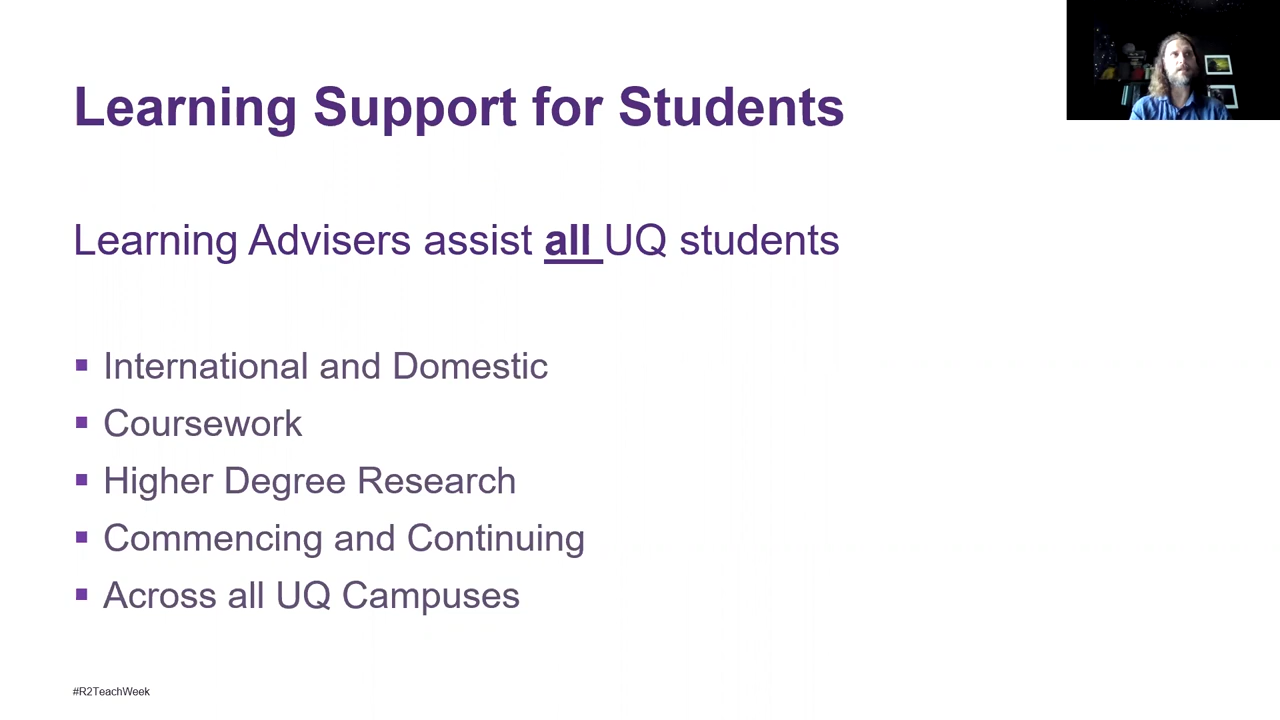 Learning Support for Students
Learning Advisers assist all UQ students
▪ International and Domestic
▪ Coursework
▪ Higher Degree Research
▪ Commencing and Continuing
▪ Across all UQ Campuses
#R2TeachWeek